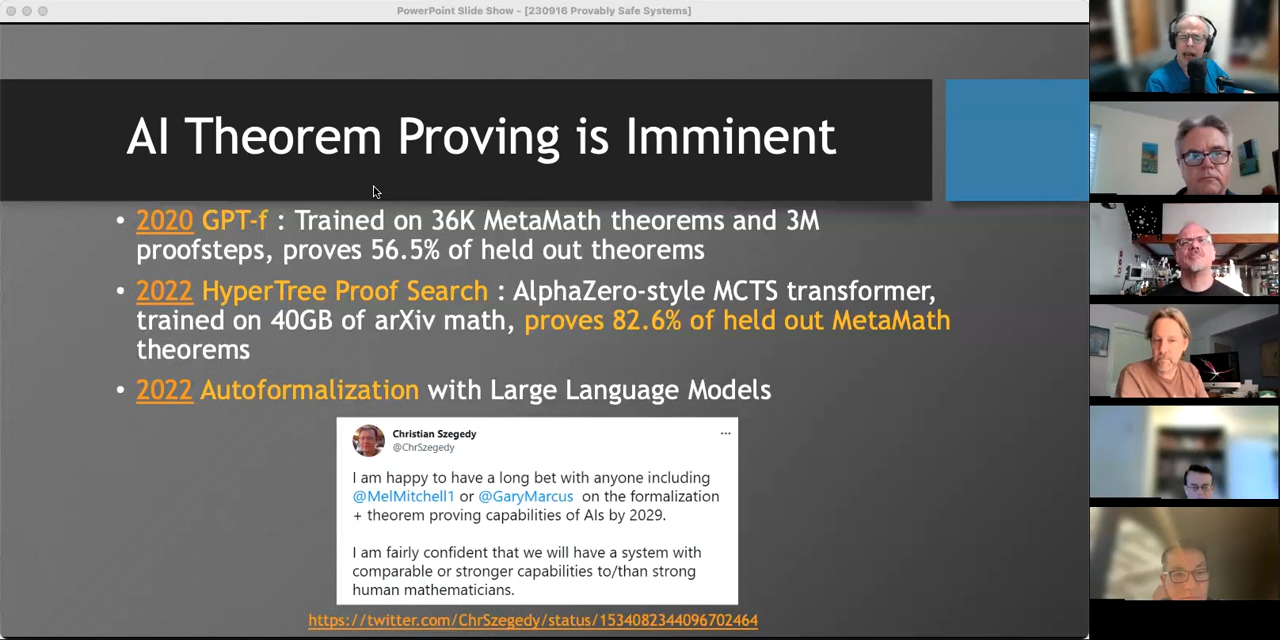 PowerPoint Slide Show - [230916 Provably Safe Systems]
AI Theorem Proving is Imminent
• 2020 GPT-f : Trained on 36K MetaMath theorems and 3M
proofsteps, proves 56.5% of held out theorems
• 2022 HyperTree Proof Search : AlphaZero-style MCTS transformer,
trained on 40GB of arXiv math, proves 82.6% of held out MetaMath
theorems
• 2022 Autoformalization with Large Language Models
Christian Szegedy
@ChrSzegedy
I am happy to have a long bet with anyone including
@MelMitchell1 or @GaryMarcus on the formalization
+ theorem proving capabilities of AIs by 2029.
I am fairly confident that we will have a system with
comparable or stronger capabilities to/than strong
human mathematicians.
https://twitter.com/ChrSzegedy/status/1534082344096702464